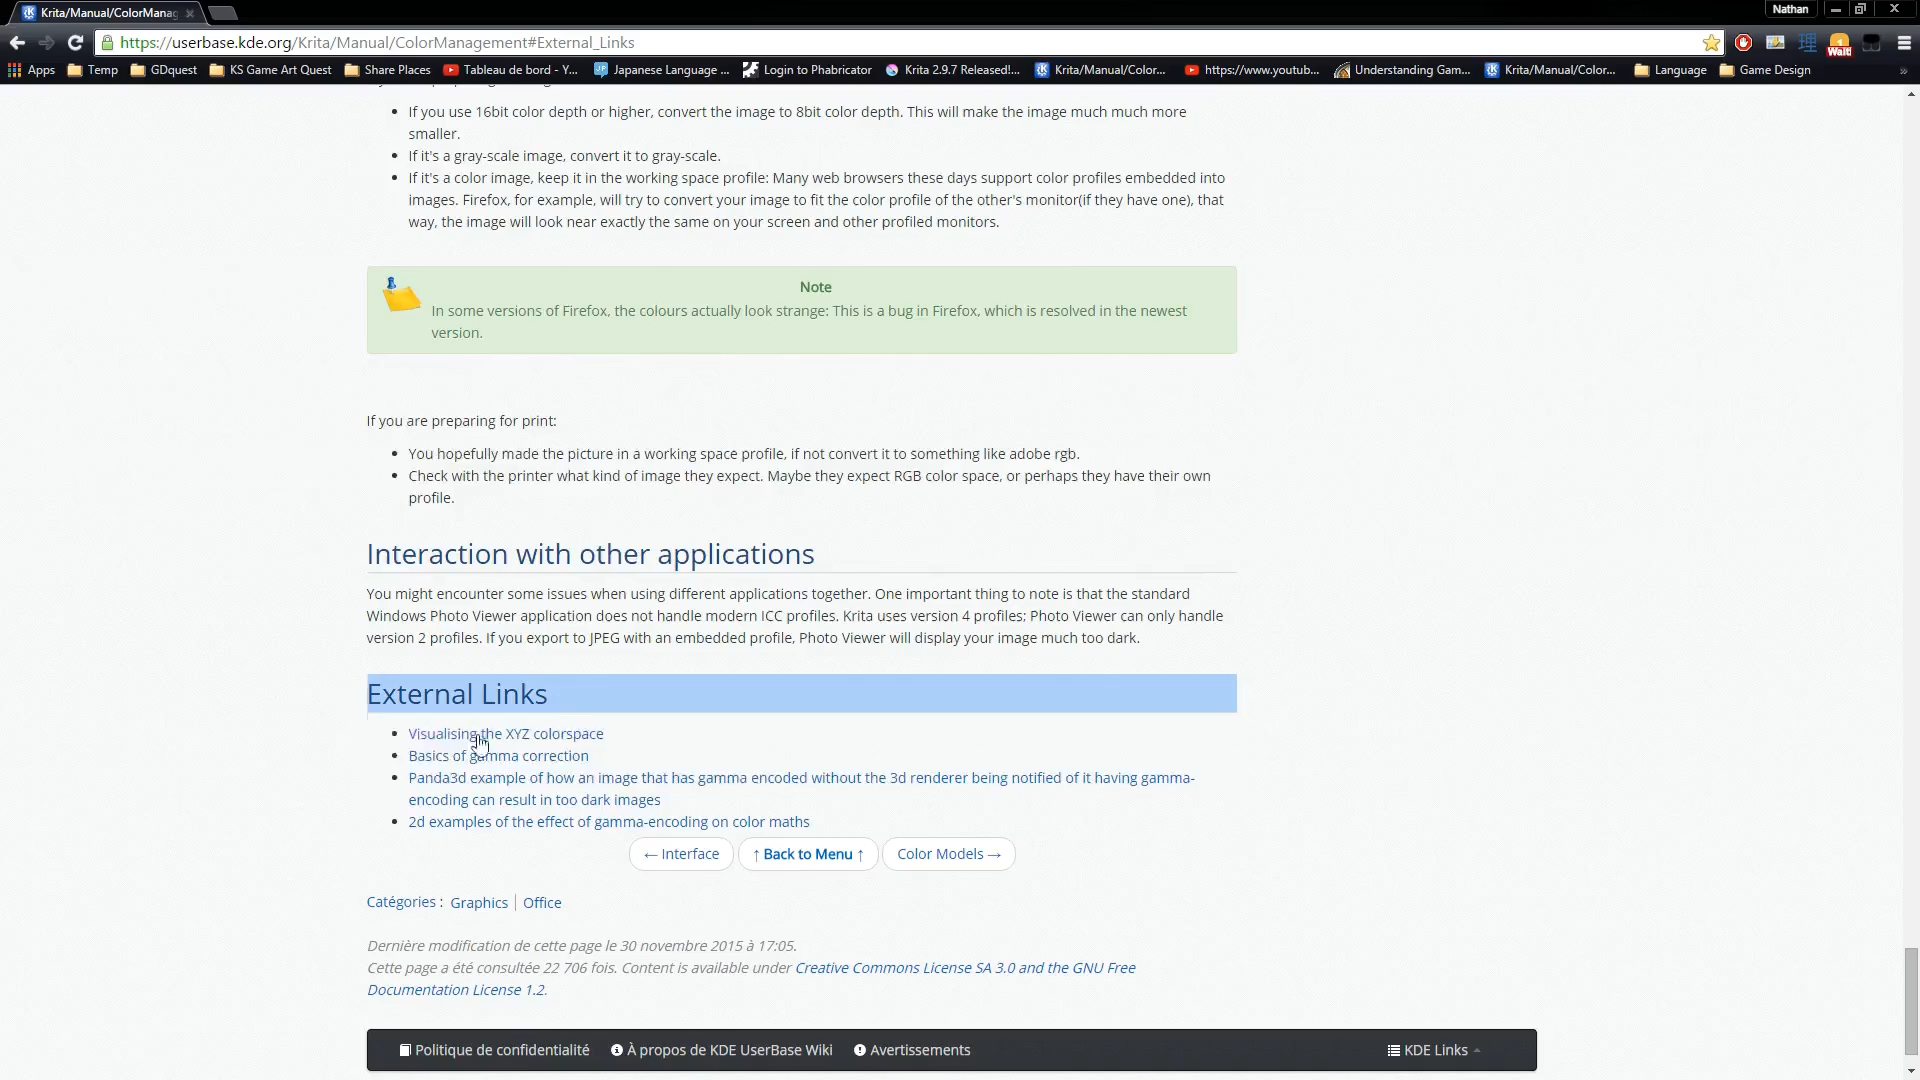 Krita/Manual/ColorManag
Nathan
https://userbase.kde.org/Krita/Manual/ColorManagement#External_Links
Wait!
Apps Temp GDquest KS Game Art Quest Share Places Tableau de bord - Y... Japanese Language ... Login to Phabricator Krita 2.9.7 Released!... Krita/Manual/Color... https://www.youtub... Understanding Gam... Krita/Manual/Color... Language Game Design »
If you use 16bit color depth or higher, convert the image to 8bit color depth. This will make the image much much more
smaller.
If it's a gray-scale image, convert it to gray-scale.
If it's a color image, keep it in the working space profile: Many web browsers these days support color profiles embedded into
images. Firefox, for example, will try to convert your image to fit the color profile of the other's monitor(if they have one), that
way, the image will look near exactly the same on your screen and other profiled monitors.
Note
In some versions of Firefox, the colours actually look strange: This is a bug in Firefox, which is resolved in the newest
version.
If you are preparing for print:
You hopefully made the picture in a working space profile, if not convert it to something like adobe rgb.
Check with the printer what kind of image they expect. Maybe they expect RGB color space, or perhaps they have their own
profile.
Interaction with other applications
You might encounter some issues when using different applications together. One important thing to note is that the standard
Windows Photo Viewer application does not handle modern ICC profiles. Krita uses version 4 profiles; Photo Viewer can only handle
version 2 profiles. If you export to JPEG with an embedded profile, Photo Viewer will display your image much too dark.
External Links
Visualising the XYZ colorspace
Basics of gamma correction
Panda3d example of how an image that has gamma encoded without the 3d renderer being notified of it having gamma-
encoding can result in too dark images
2d examples of the effect of gamma-encoding on color maths
← Interface ↑ Back to Menu ↑ Color Models →
Catégories : Graphics | Office
Dernière modification de cette page le 30 novembre 2015 à 17:05.
Cette page a été consultée 22 706 fois. Content is available under Creative Commons License SA 3.0 and the GNU Free
Documentation License 1.2.
Politique de confidentialité À propos de KDE UserBase Wiki Avertissements KDE Links